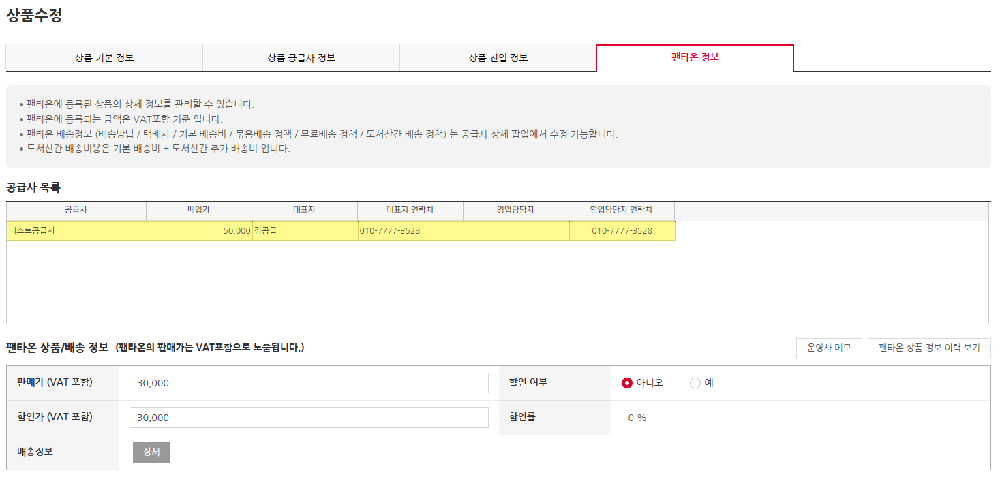 상품수정
상품 기본 정보 상품 공급사 정보 상품 진열 정보 팬타온 정보
• 팬타온에 등록된 상품의 상세 정보를 관리할 수 있습니다.
• 팬타온에 등록되는 금액은 VAT포함 기준 입니다.
• 팬타온 배송정보 (배송방법 / 택배사 / 기본 배송비 / 묶음배송 정책 / 무료배송 정책 / 도서산간 배송 정책) 는 공급사 상세 팝업에서 수정 가능합니다.
• 도서산간 배송비용은 기본 배송비 + 도서산간 추가 배송비 입니다.
공급사 목록
공급사 매입가 대표자 대표자 연락처 영업담당자 영업담당자 연락처
테스트공급사 50,000 김공급 010-7777-3528 010-7777-3528
팬타온 상품/배송 정보 (팬타온의 판매가는 VAT포함으로 노출됩니다.) 운영사 메모 팬타온 상품 정보 이력 보기
판매가 (VAT 포함) 30,000 할인 여부 아니오 예
할인가 (VAT 포함) 30,000 할인률 0 %
배송정보 상세